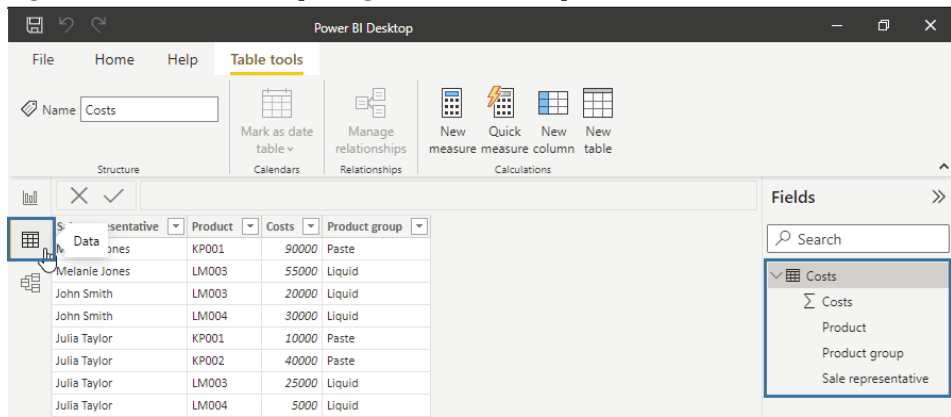 Power BI Desktop
File Home Help Table tools
Name Costs
Mark as date table
Manage relationships
New measure
Quick measure
New column
New table
Structure Calendars Relationships Calculations
Fields
Search
Costs
Costs
Product
Product group
Sale representative
Data
Product Costs Product group
KP001 90000 Paste
Melanie Jones LM003 55000 Liquid
John Smith LM003 20000 Liquid
John Smith LM004 30000 Liquid
Julia Taylor KP001 10000 Paste
Julia Taylor KP002 40000 Paste
Julia Taylor LM003 25000 Liquid
Julia Taylor LM004 5000 Liquid